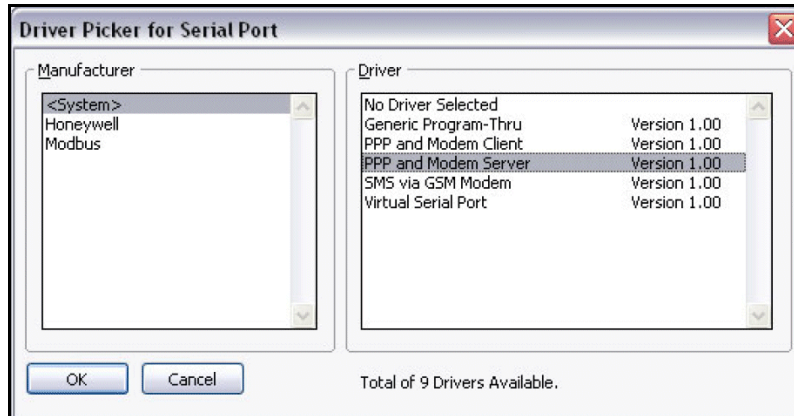 Driver Picker for Serial Port
Manufacturer
<System>
Honeywell
Modbus
Driver
No Driver Selected
Generic Program-Thru Version 1.00
PPP and Modem Client Version 1.00
PPP and Modem Server Version 1.00
SMS via GSM Modem Version 1.00
Virtual Serial Port Version 1.00
OK Cancel Total of 9 Drivers Available.